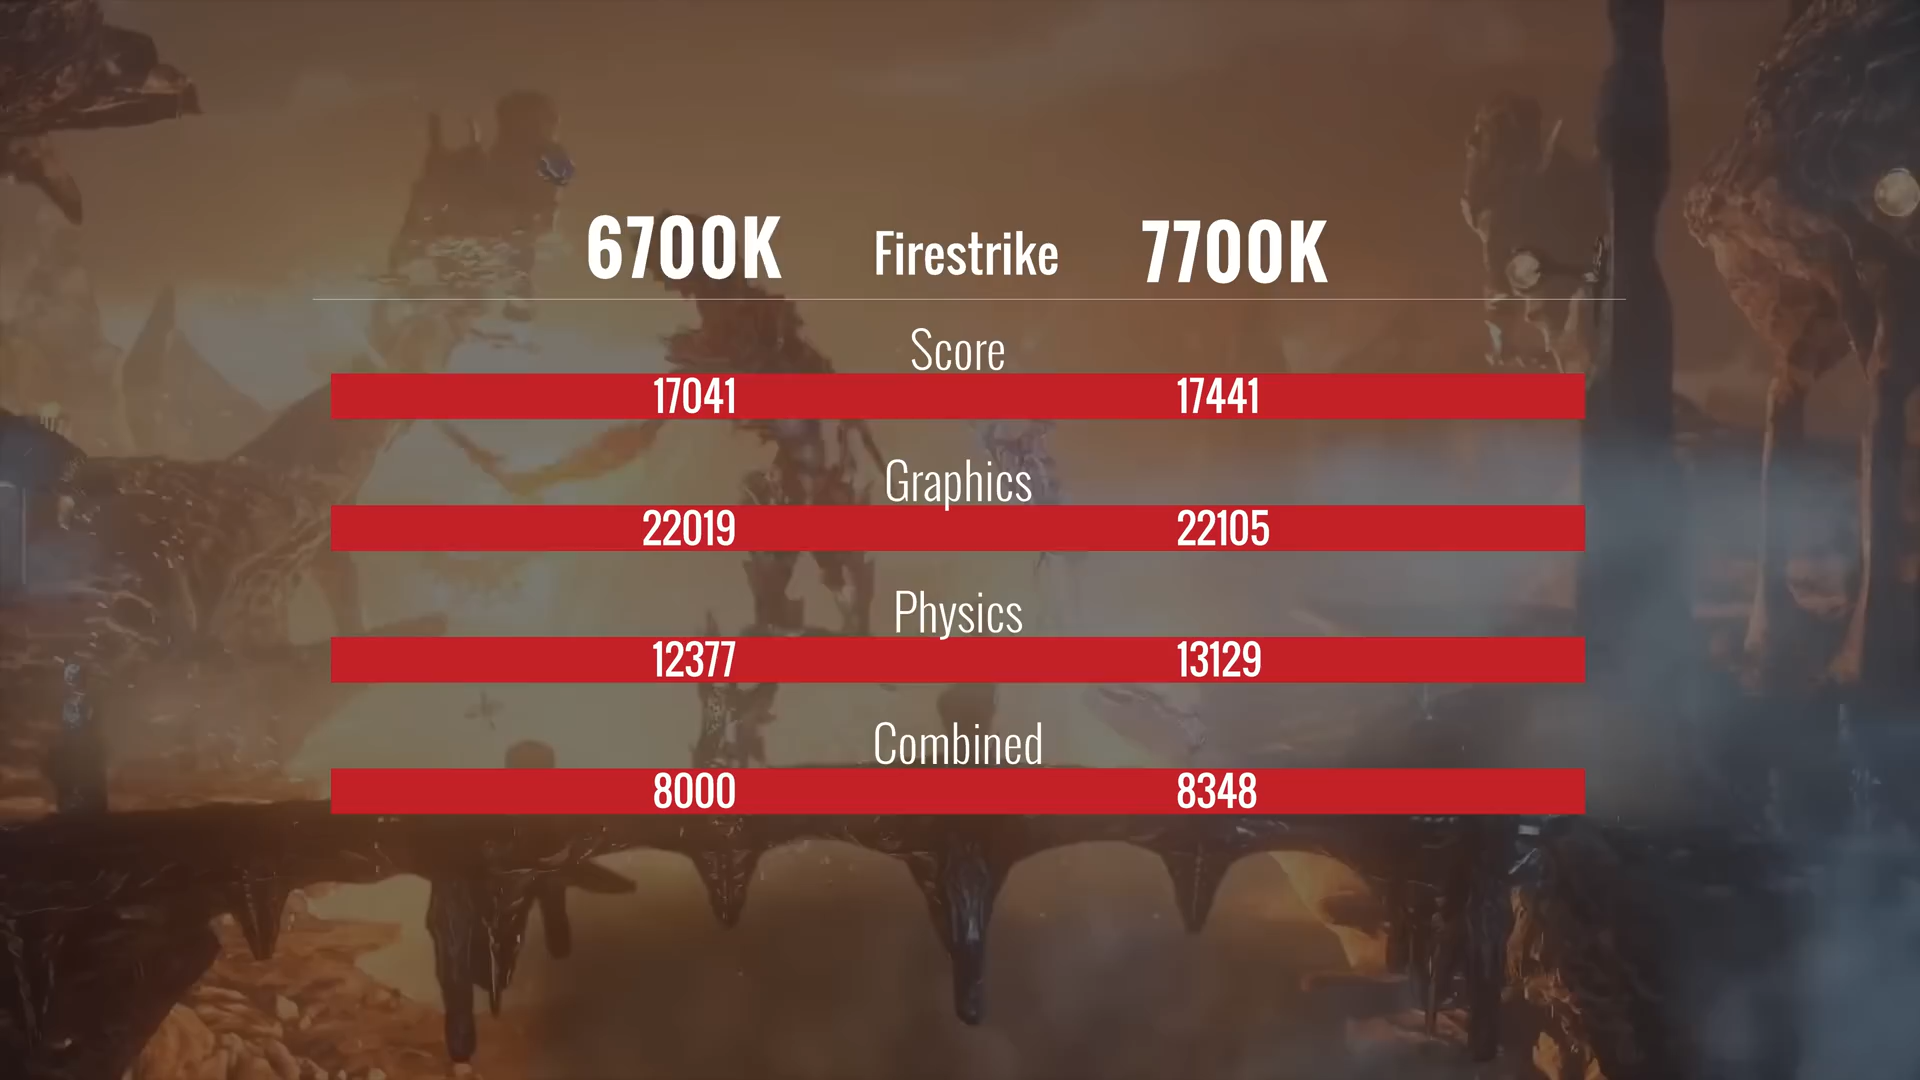 6700K Firestrike 7700K
Score
17041 17441
Graphics
22019 22105
Physics
12377 13129
Combined
8000 8348